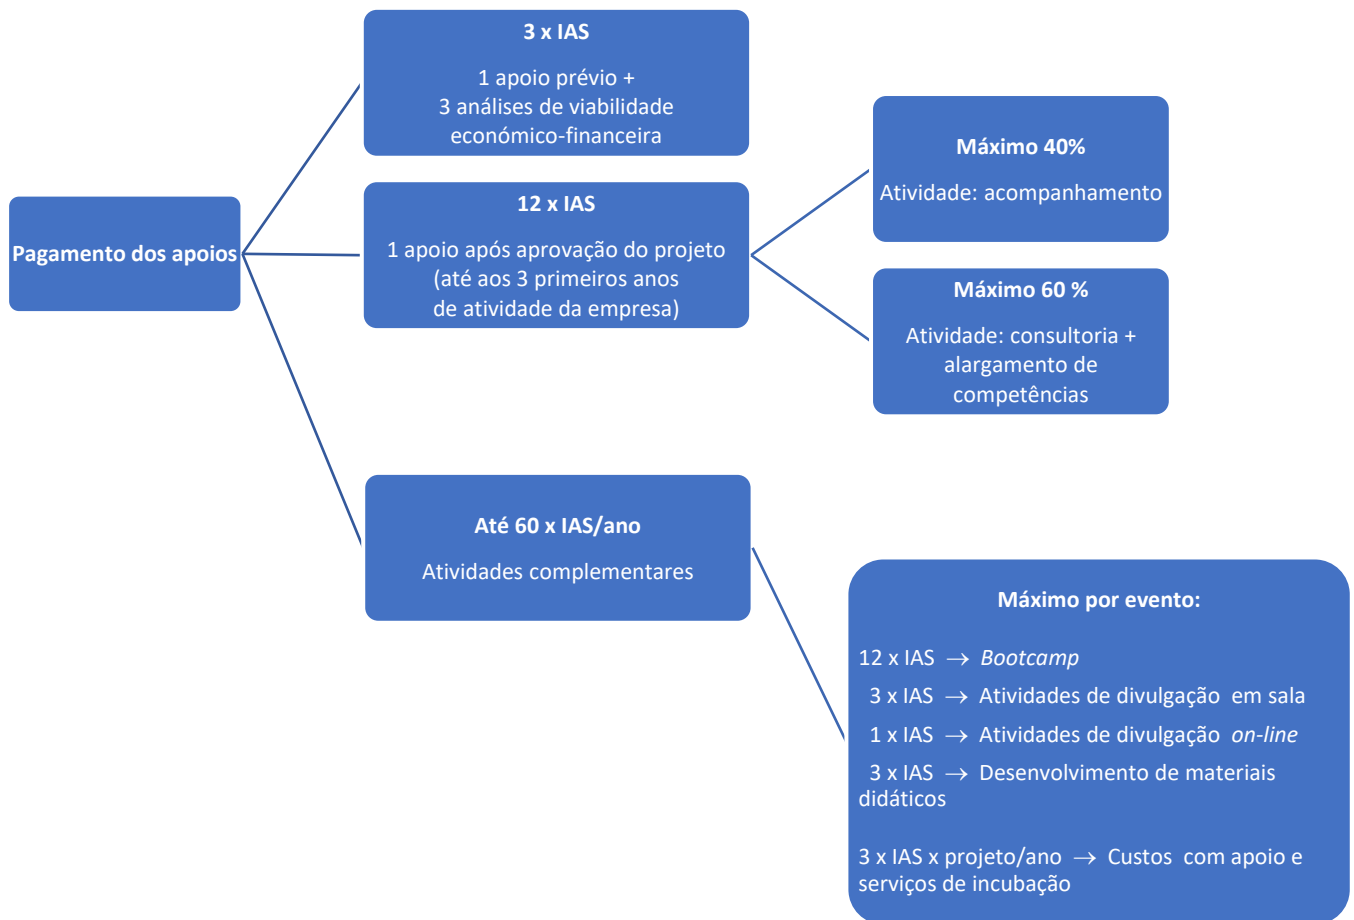 Pagamento dos apoios
3 x IAS
1 apoio prévio +
3 análises de viabilidade
económico-financeira
12 x IAS
1 apoio após aprovação do projeto
(até aos 3 primeiros anos
de atividade da empresa)
Máximo 40%
Atividade: acompanhamento
Máximo 60 %
Atividade: consultoria +
alargamento de
competências
Até 60 x IAS/ano
Atividades complementares
Máximo por evento:
12 x IAS → Bootcamp
3 x IAS → Atividades de divulgação em sala
1 x IAS → Atividades de divulgação on-line
3 x IAS → Desenvolvimento de materiais
didáticos
3 x IAS x projeto/ano → Custos com apoio e
serviços de incubação